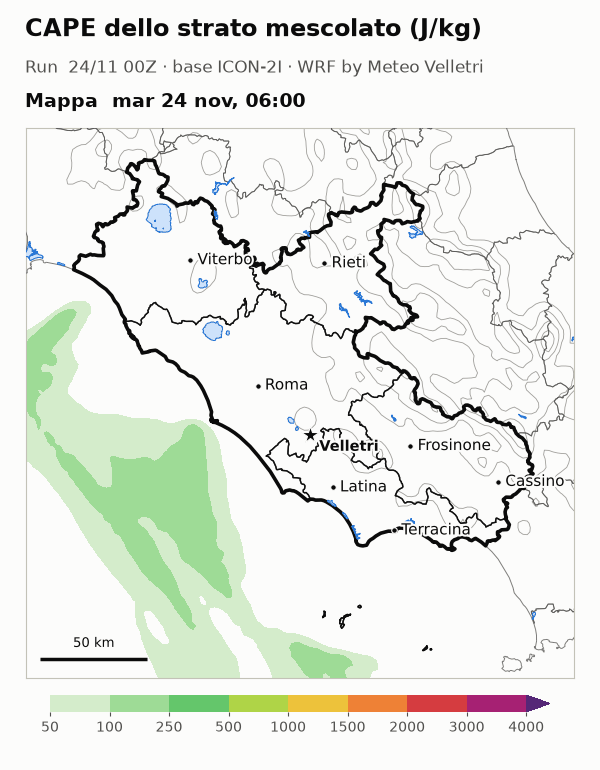 CAPE dello strato mescolato (J/kg)
Run  24/11 00Z · base ICON-2I · WRF by Meteo Velletri
Mappa  mar 24 nov, 06:00
Viterbo
Rieti
Roma
Velletri
Frosinone
Cassino
Latina
Terracina
50 km
50 100 250 500 1000 1500 2000 3000 4000